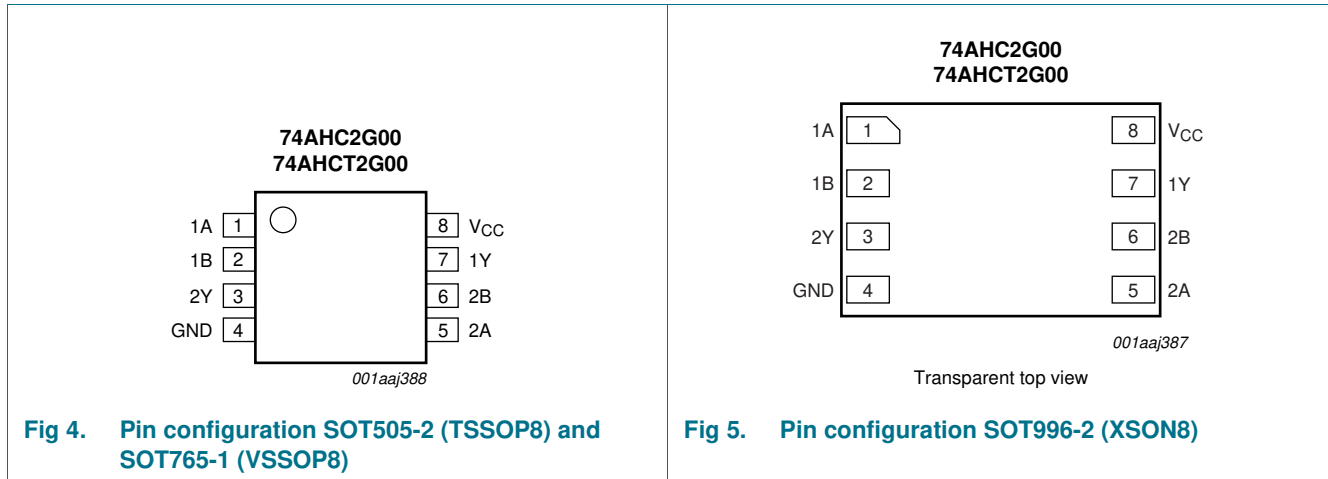 74AHC2G00
74AHCT2G00
1A 1 8 VCC
1B 2 7 1Y
2Y 3 6 2B
GND 4 5 2A
001aaj388
Fig 4. Pin configuration SOT505-2 (TSSOP8) and
SOT765-1 (VSSOP8)
74AHC2G00
74AHCT2G00
1A 1 8 VCC
1B 2 7 1Y
2Y 3 6 2B
GND 4 5 2A
001aaj387
Transparent top view
Fig 5. Pin configuration SOT996-2 (XSON8)